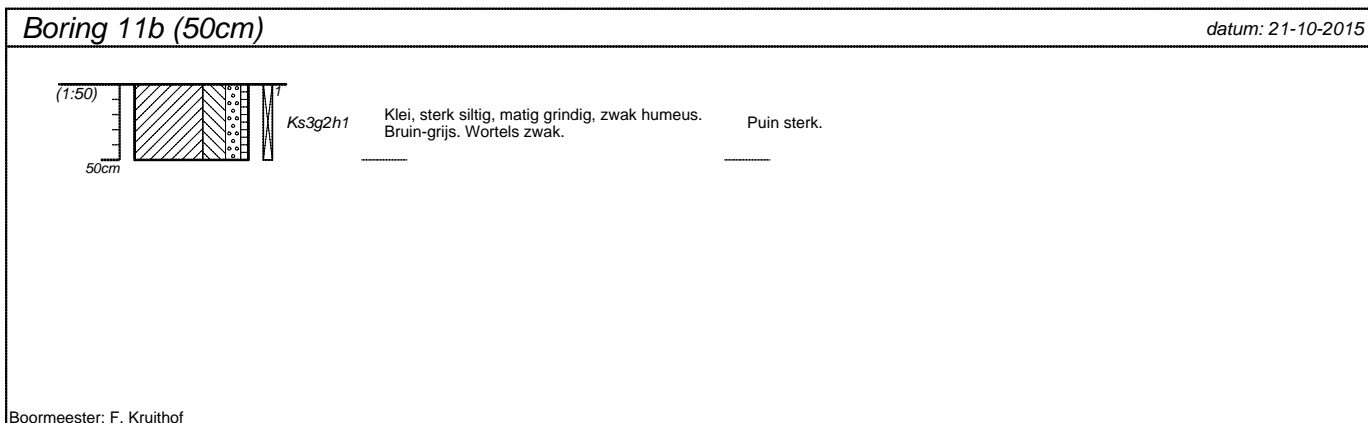 Boring 11b (50cm)
datum: 21-10-2015
(1:50)
1
Ks3g2h1
Klei, sterk siltig, matig grindig, zwak humeus.
Bruin-grijs. Wortels zwak.
Puin sterk.
50cm
Boormeester: F. Kruithof